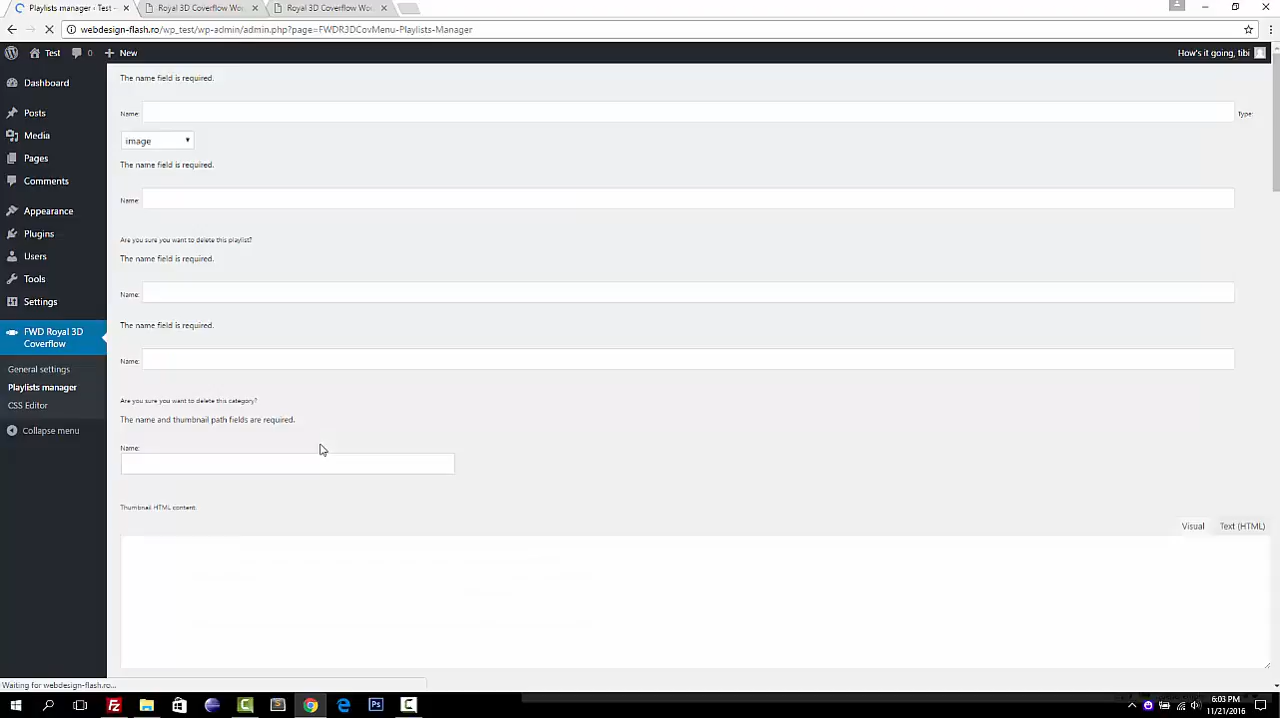 Playlists manager ‹ Test –
Royal 3D Coverflow Wo
Royal 3D Coverflow Wo
webdesign-flash.ro/wp_test/wp-admin/admin.php?page=FWDR3DCovMenu-Playlists-Manager
Test
0
New
How's it going, tibi
Dashboard
Posts
Media
Pages
Comments
Appearance
Plugins
Users
Tools
Settings
FWD Royal 3D
Coverflow
General settings
Playlists manager
CSS Editor
Collapse menu
The name field is required.
Name:
Type:
image
The name field is required.
Name:
Are you sure you want to delete this playlist?
The name field is required.
Name:
The name field is required.
Name:
Are you sure you want to delete this category?
The name and thumbnail path fields are required.
Name:
Thumbnail HTML content:
Visual
Text (HTML)
Waiting for webdesign-flash.ro...
6:03 PM
11/21/2016